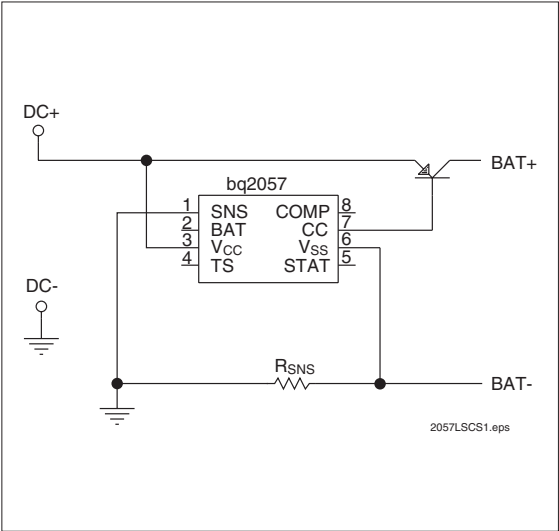 DC+
BAT+
bq2057
1 SNS COMP 8
2 BAT CC 7
3 VCC VSS 6
4 TS STAT 5
DC-
RSNS
BAT-
2057LSCS1.eps